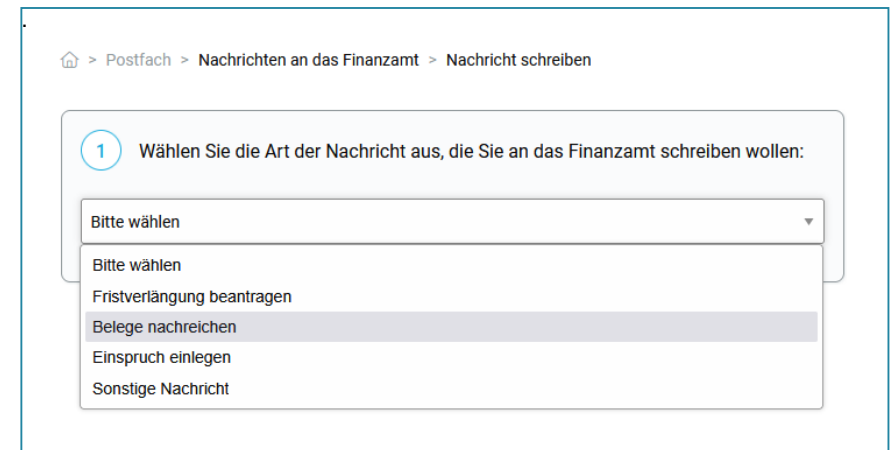 .
> Postfach > Nachrichten an das Finanzamt > Nachricht schreiben
1 Wählen Sie die Art der Nachricht aus, die Sie an das Finanzamt schreiben wollen:
Bitte wählen
Bitte wählen
Fristverlängung beantragen
Belege nachreichen
Einspruch einlegen
Sonstige Nachricht